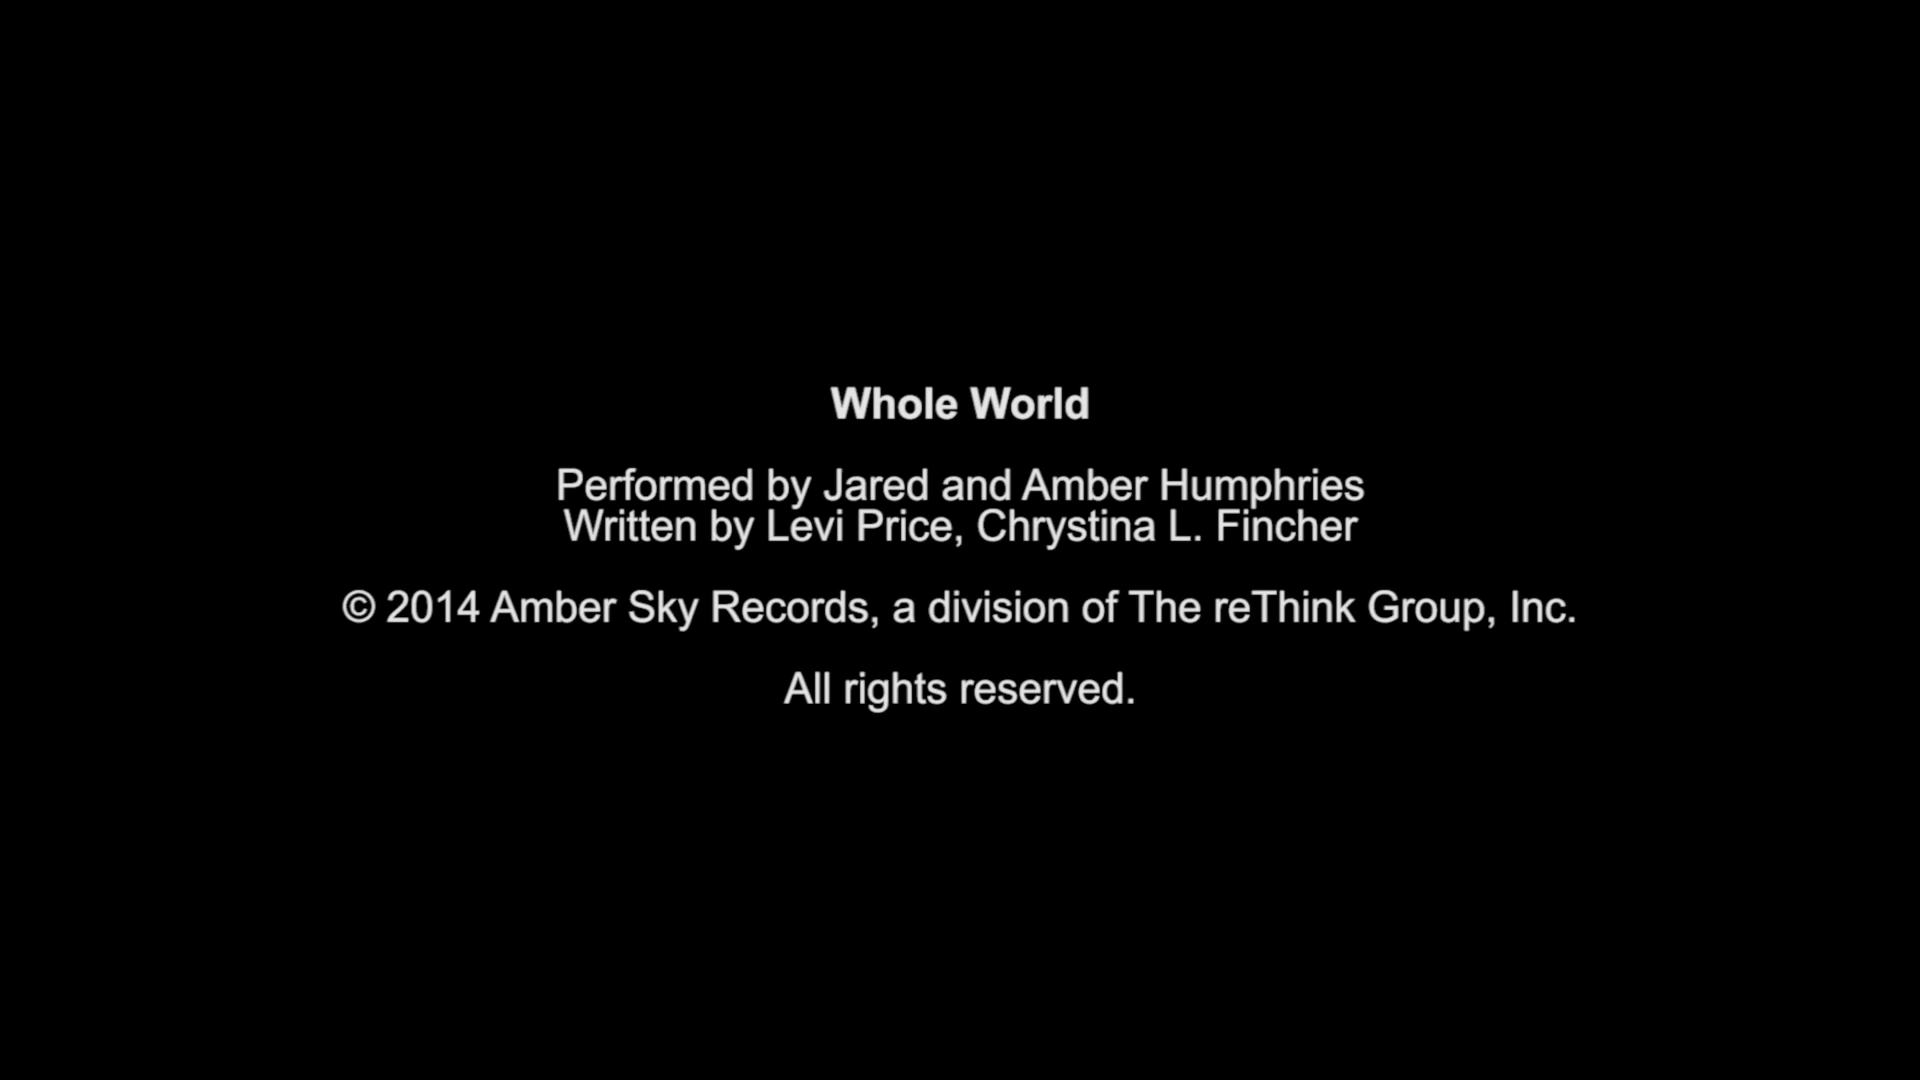 Whole World
Performed by Jared and Amber Humphries
Written by Levi Price, Chrystina L. Fincher
© 2014 Amber Sky Records, a division of The reThink Group, Inc.
All rights reserved.